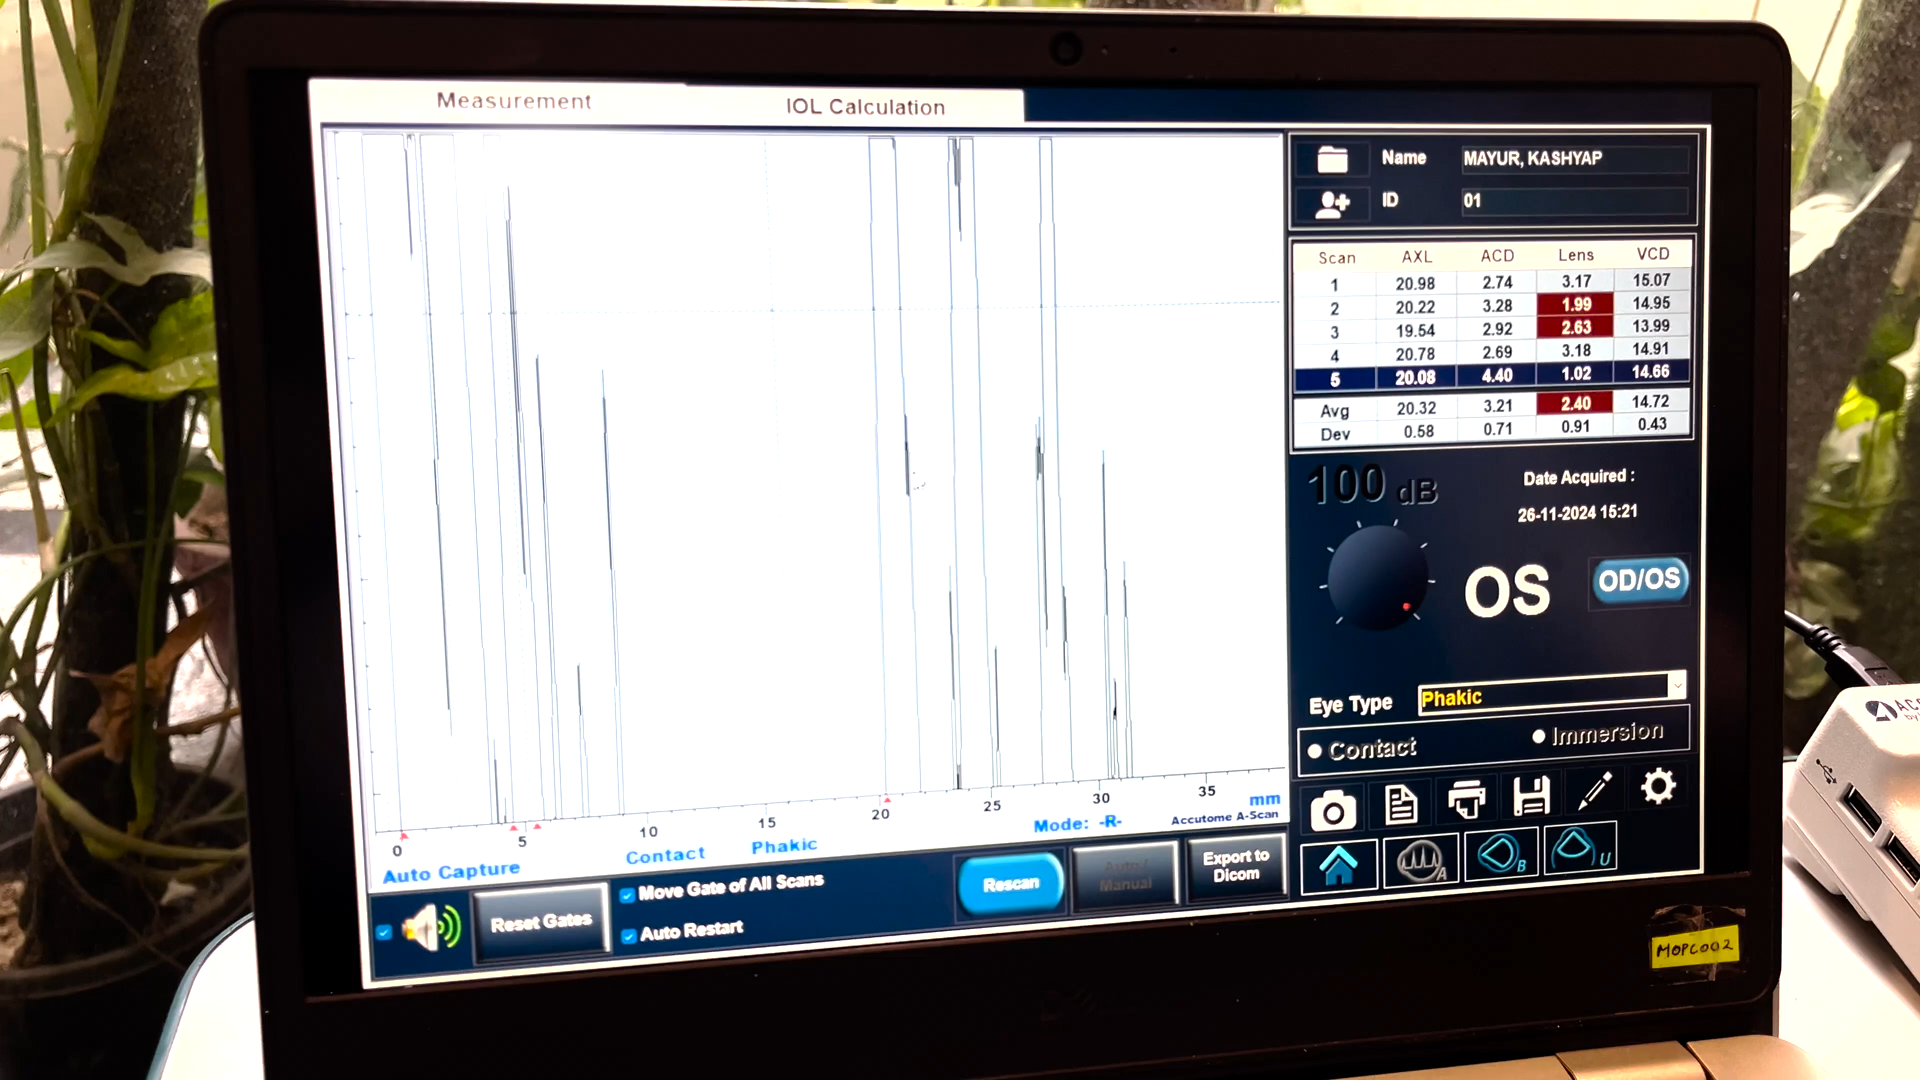 Measurement
IOL Calculation
Name MAYUR, KASHYAP
ID 01
Scan AXL ACD Lens VCD
1 20.98 2.74 3.17 15.07
2 20.22 3.28 1.99 14.95
3 19.54 2.92 2.63 13.99
4 20.78 2.69 3.18 14.91
5 20.08 4.40 1.02 14.66
Avg 20.32 3.21 2.40 14.72
Dev 0.58 0.71 0.91 0.43
100 dB
Date Acquired :
26-11-2024 15:21
OS
OD/OS
Eye Type Phakic
Contact Immersion
A B U
0 5 10 15 20 25 30 35 mm
Auto Capture Contact Phakic Mode: -R- Accutome A-Scan
Reset Gates
Move Gate of All Scans
Auto Restart
Rescan
Auto / Manual
Export to Dicom
MOPC002